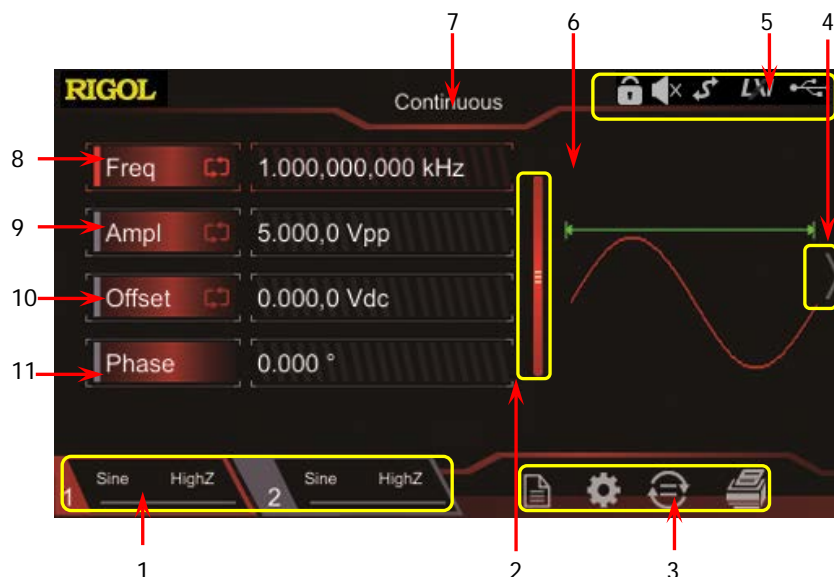 7 6 5 4
RIGOL Continuous LXI
8 Freq 1.000,000,000 kHz
9 Ampl 5.000,0 Vpp
10 Offset 0.000,0 Vdc
11 Phase 0.000 °
1 Sine HighZ 2 Sine HighZ
1 2 3